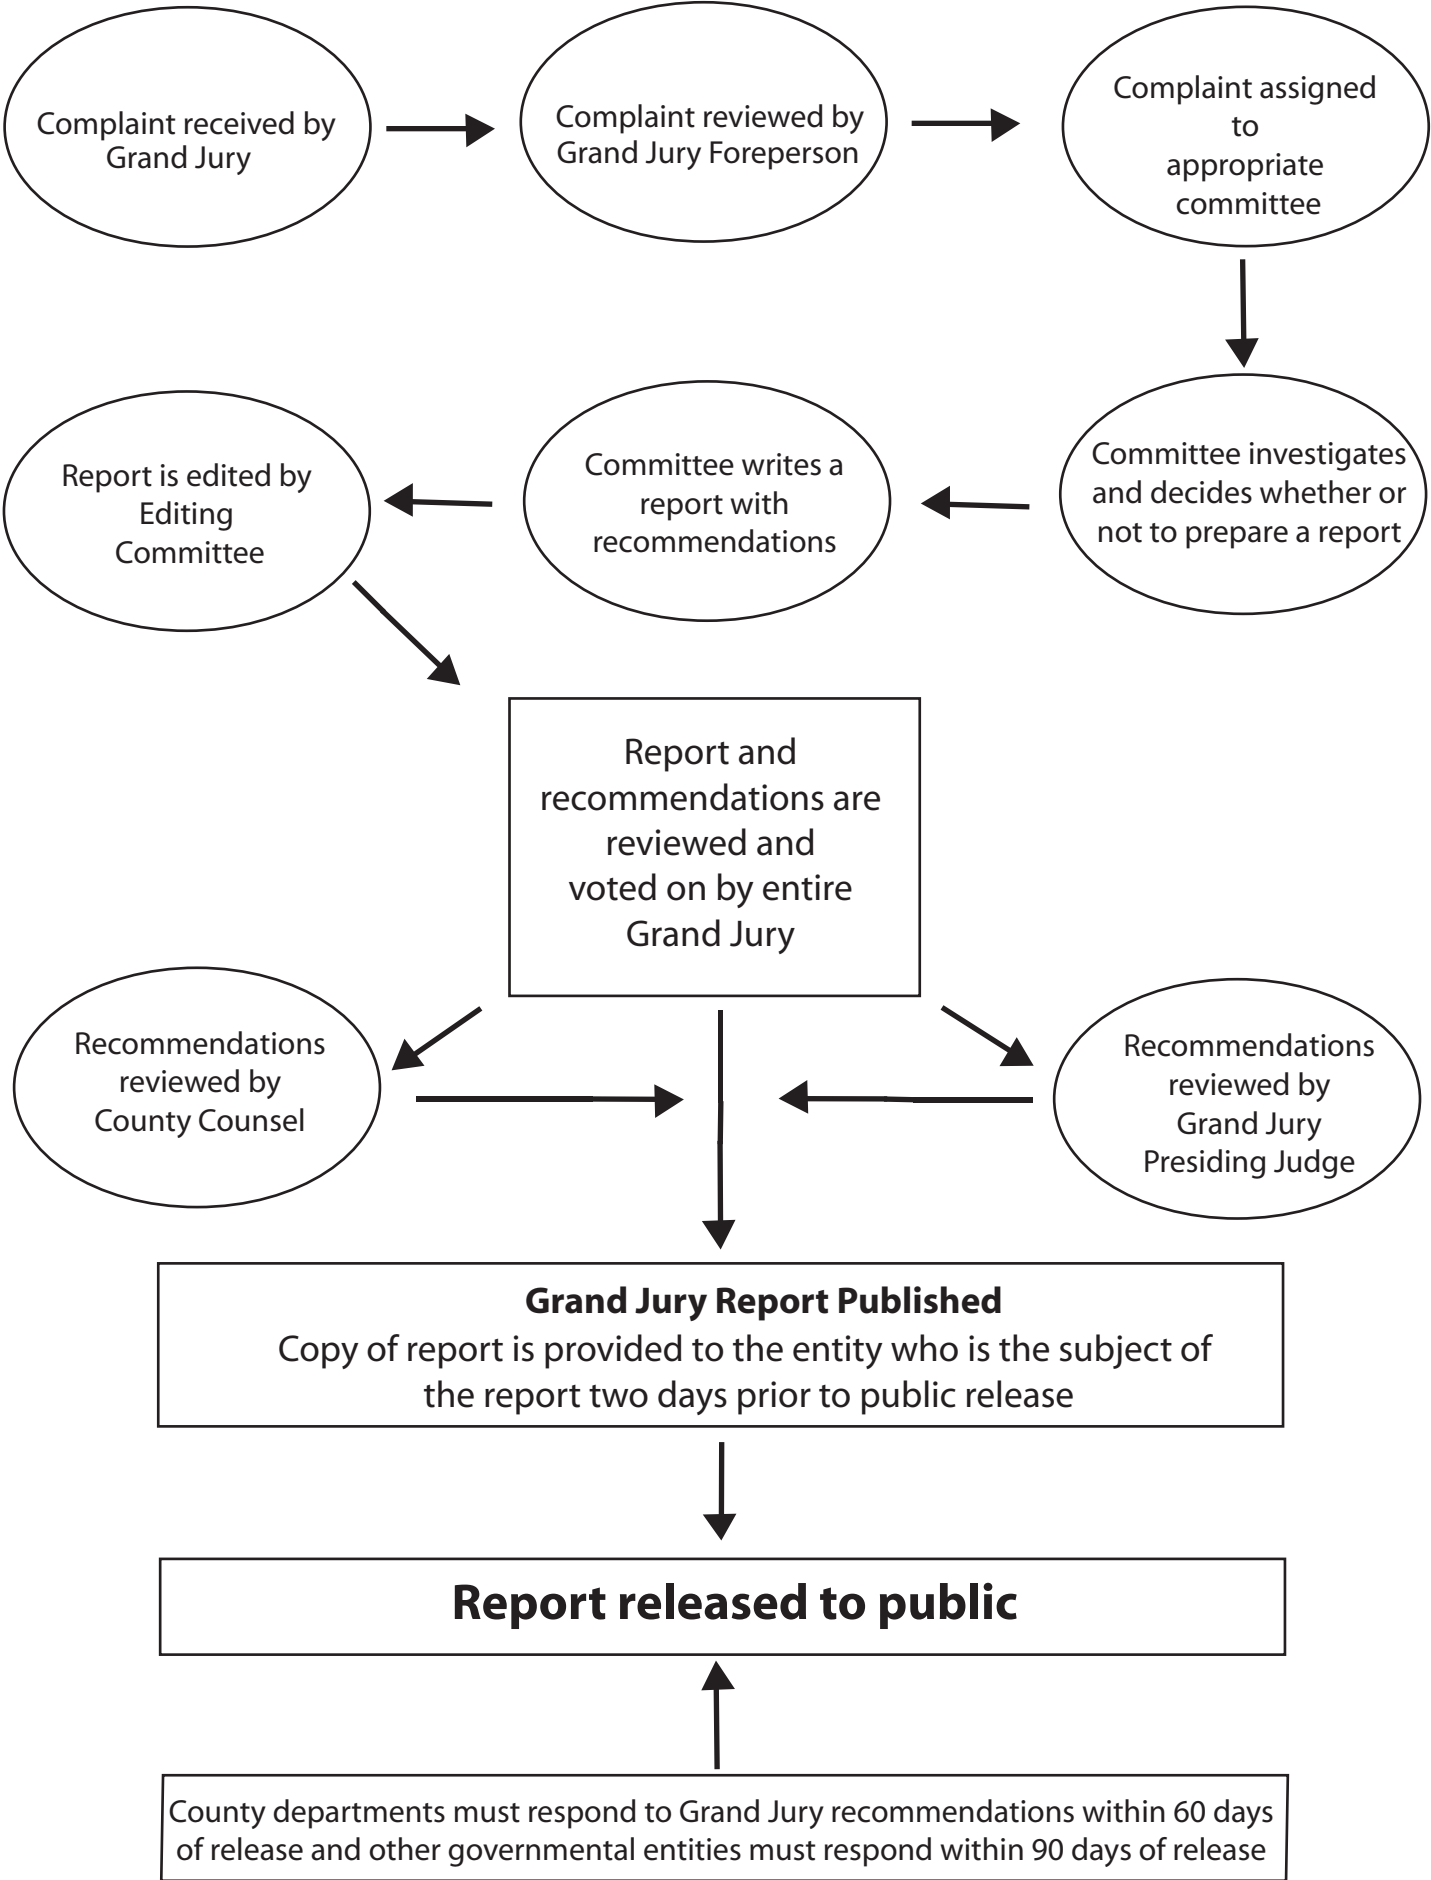 Complaint received by
Grand Jury
Complaint reviewed by
Grand Jury Foreperson
Complaint assigned
to
appropriate
committee
Committee investigates
and decides whether or
not to prepare a report
Committee writes a
report with
recommendations
Report is edited by
Editing
Committee
Report and
recommendations are
reviewed and
voted on by entire
Grand Jury
Recommendations
reviewed by
County Counsel
Recommendations
reviewed by
Grand Jury
Presiding Judge
Grand Jury Report Published
Copy of report is provided to the entity who is the subject of
the report two days prior to public release
Report released to public
County departments must respond to Grand Jury recommendations within 60 days
of release and other governmental entities must respond within 90 days of release